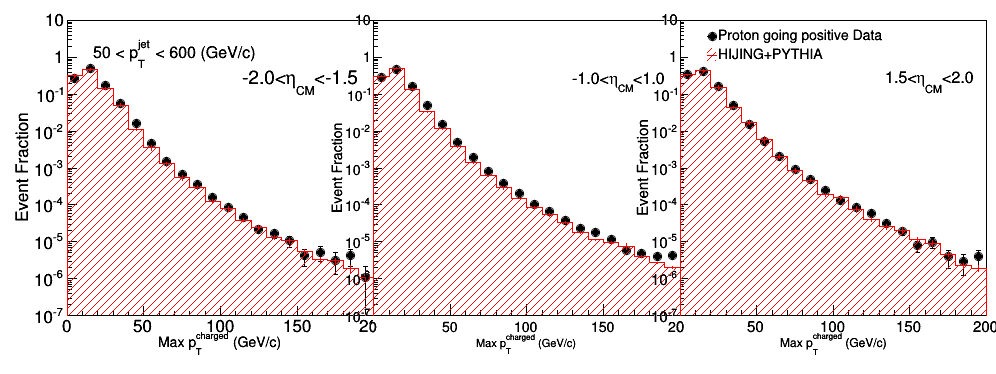 50 < p_T^jet < 600 (GeV/c)
-2.0<η_CM<-1.5
Event Fraction
10
1
10^-1
10^-2
10^-3
10^-4
10^-5
10^-6
10^-7
0 50 100 150 20
Max p_T^charged (GeV/c)
-1.0<η_CM<1.0
Event Fraction
10
1
10^-1
10^-2
10^-3
10^-4
10^-5
10^-6
10^-7
50 100 150 20
Max p_T^charged (GeV/c)
Proton going positive Data
HIJING+PYTHIA
1.5<η_CM<2.0
Event Fraction
10
1
10^-1
10^-2
10^-3
10^-4
10^-5
10^-6
10^-7
50 100 150 200
Max p_T^charged (GeV/c)